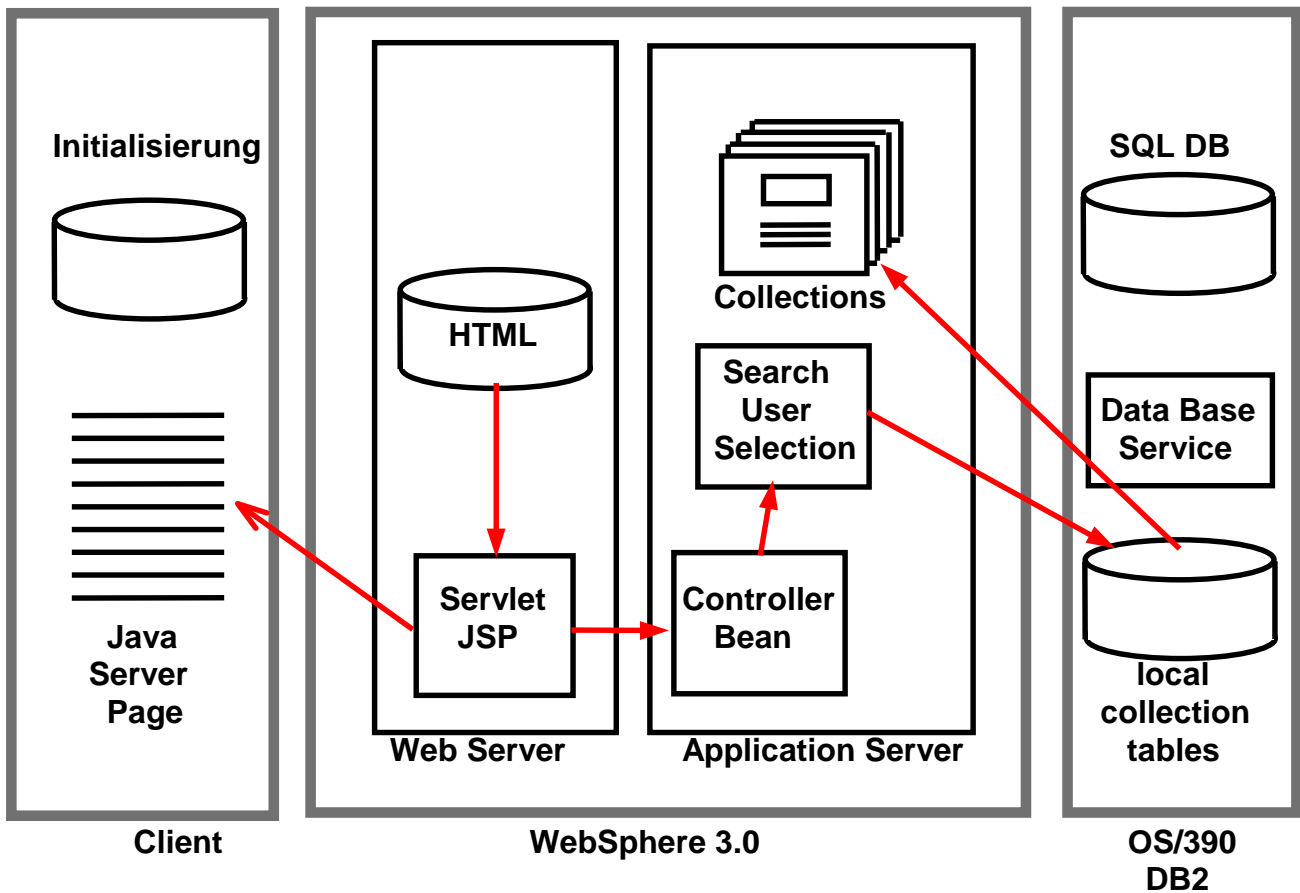 Initialisierung
Java
Server
Page
Client
HTML
Servlet
JSP
Web Server
Collections
Search
User
Selection
Controller
Bean
Application Server
WebSphere 3.0
SQL DB
Data Base
Service
local
collection
tables
OS/390
DB2